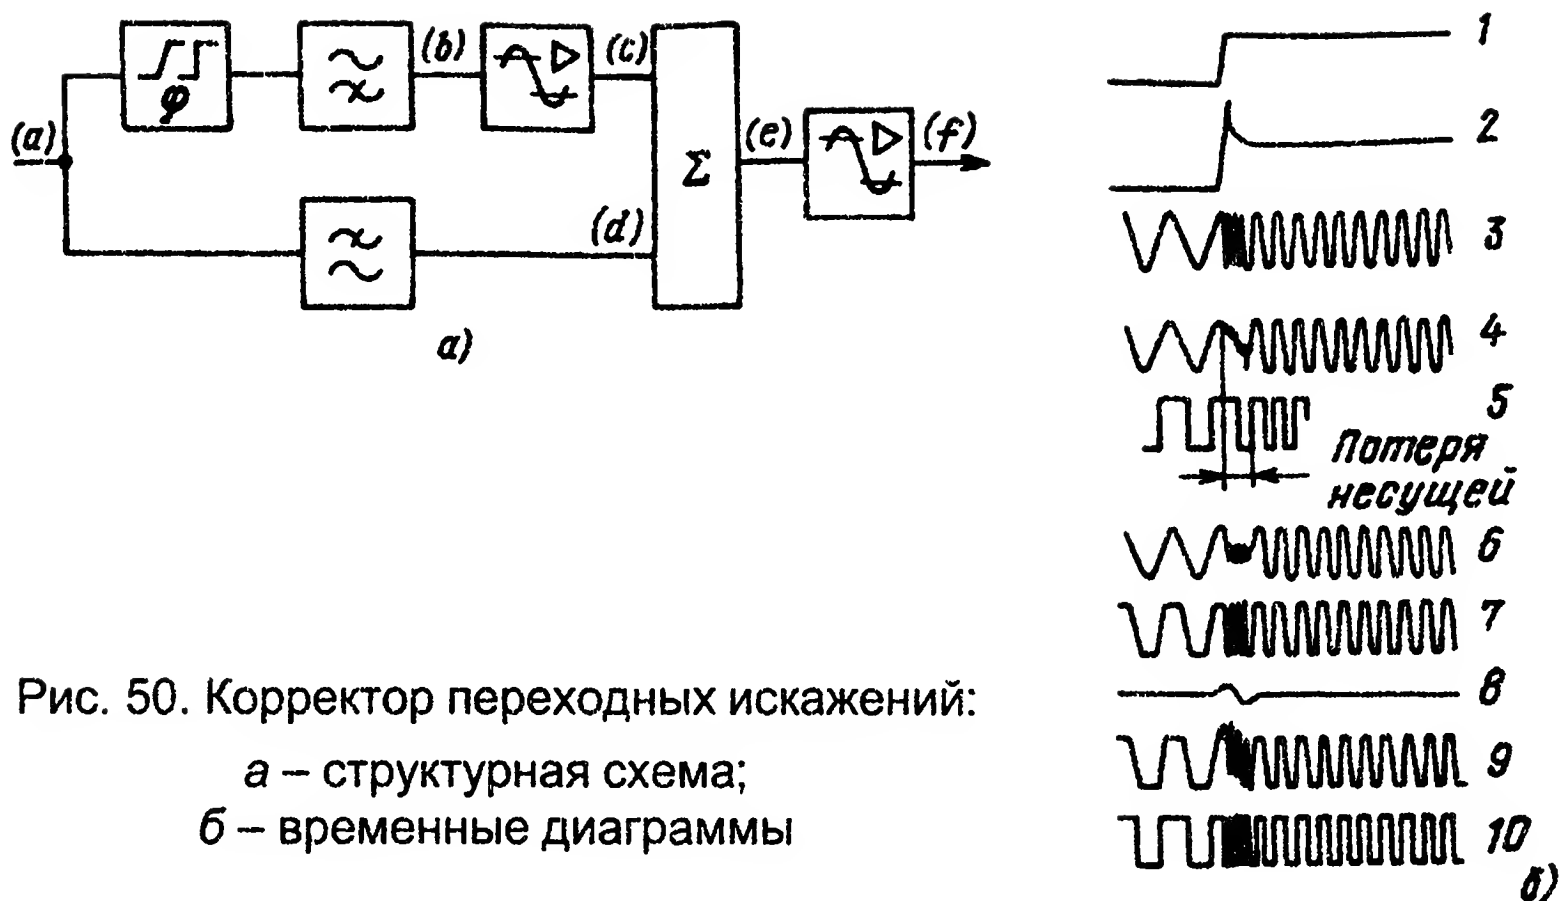 (a)
φ
(b)
(c)
(d)
Σ
(e)
(f)
а)
1
2
3
4
5
Потеря
несущей
6
7
8
9
10
б)
Рис. 50. Корректор переходных искажений:
а – структурная схема;
б – временные диаграммы